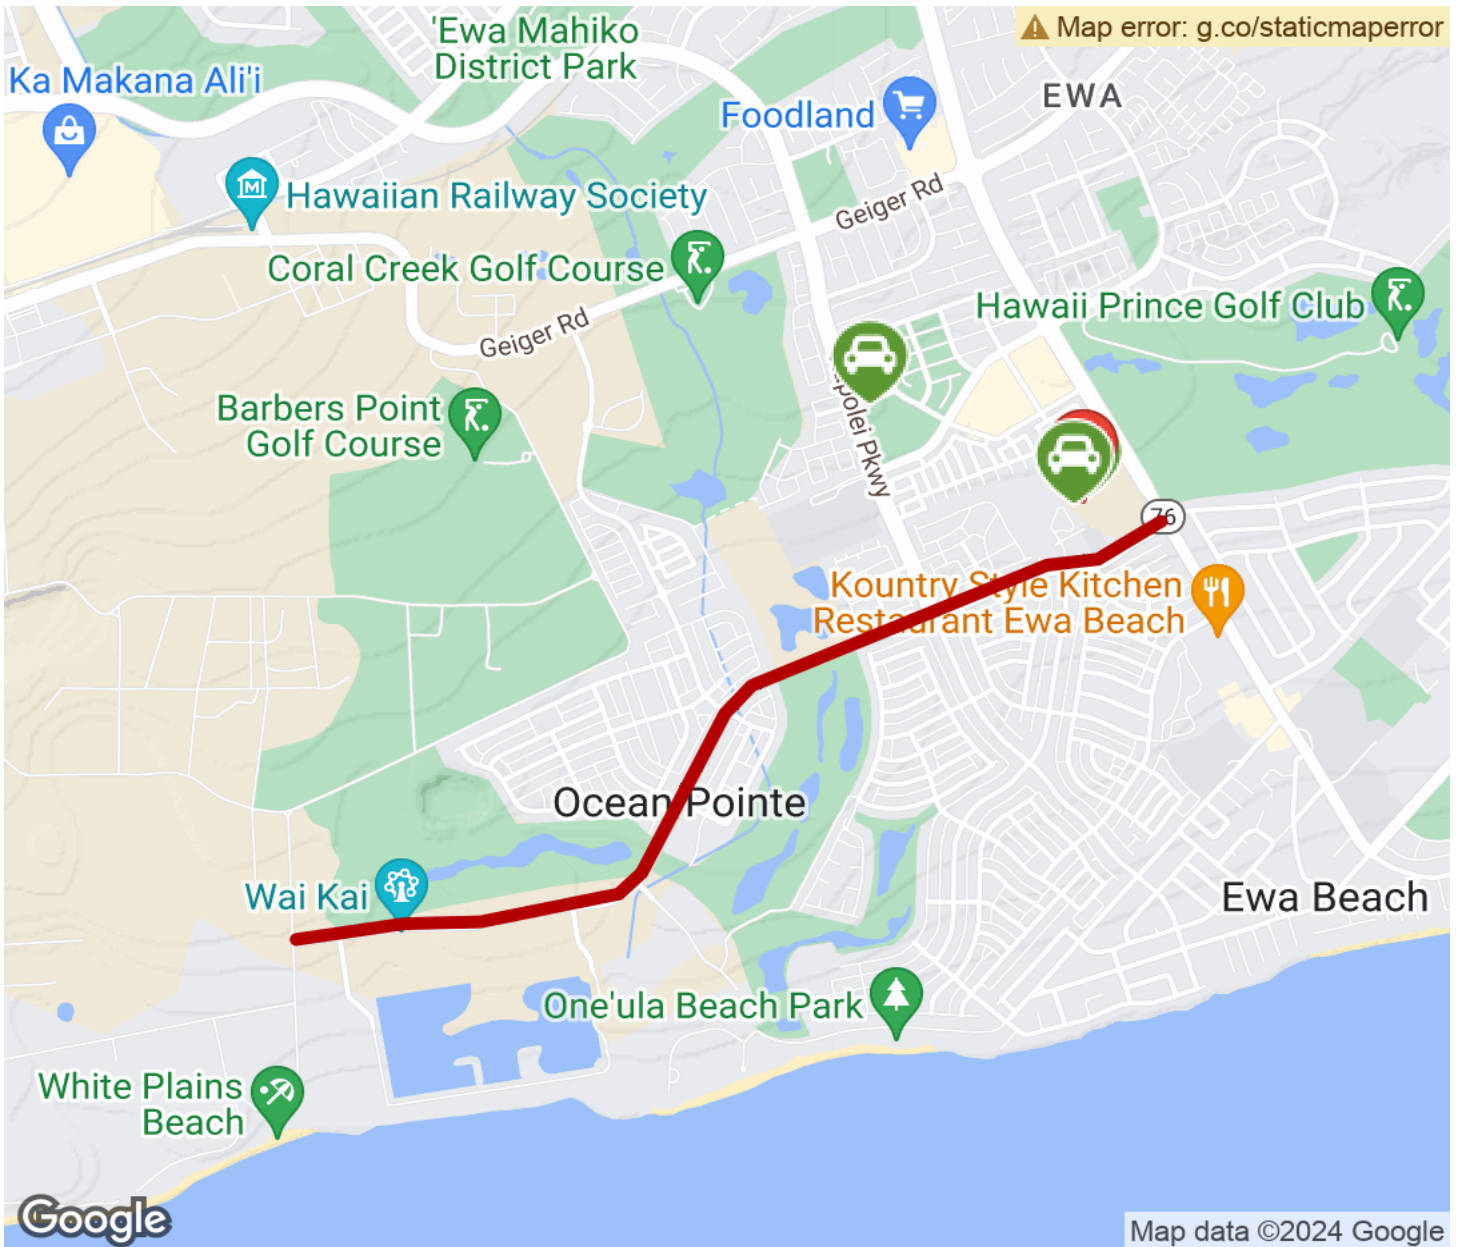 'Ewa Mahiko
District Park
Map error: g.co/staticmaperror
Ka Makana Ali'i
Foodland
EWA
Hawaiian Railway Society
Geiger Rd
Coral Creek Golf Course
Hawaii Prince Golf Club
Geiger Rd
Barbers Point
Golf Course
Pkwy
76
Kountry Style Kitchen
Restaurant Ewa Beach
Ocean Pointe
Wai Kai
Ewa Beach
One'ula Beach Park
White Plains
Beach
Google
Map data ©2024 Google